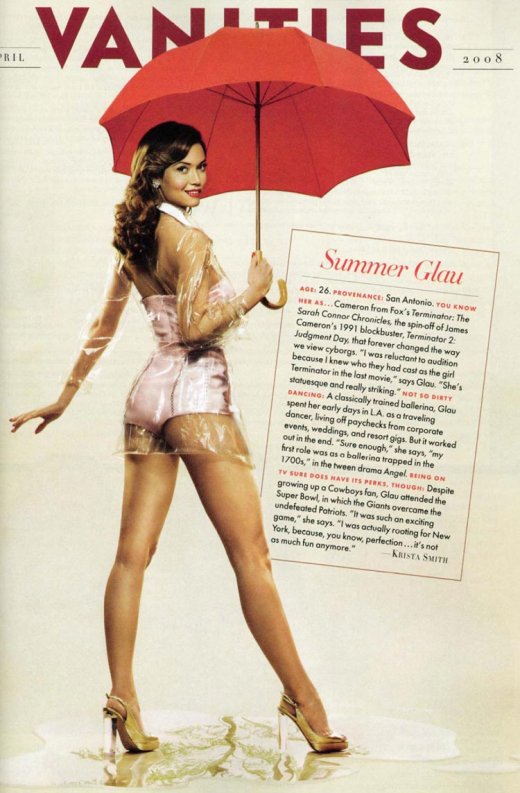 VANITIES
PRIL
2008
Summer Glau
AGE: 26. PROVENANCE: San Antonio. YOU KNOW
HER AS... Cameron from Fox's Terminator: The
Sarah Connor Chronicles, the spin-off of James
Cameron's 1991 blockbuster, Terminator 2:
Judgment Day, that forever changed the way
we view cyborgs. "I was reluctant to audition
because I knew who they had cast as the girl
Terminator in the last movie," says Glau. "She's
statuesque and really striking." NOT SO DIRTY
DANCING: A classically trained ballerina, Glau
spent her early days in L.A. as a traveling
dancer, living off paychecks from corporate
events, weddings, and resort gigs. But it worked
out in the end. "Sure enough," she says, "my
first role was as a ballerina trapped in the
1700s," in the tween drama Angel. BEING ON
TV SURE DOES HAVE ITS PERKS, THOUGH: Despite
growing up a Cowboys fan, Glau attended the
Super Bowl, in which the Giants overcame the
undefeated Patriots. "It was such an exciting
game," she says. "I was actually rooting for New
York, because, you know, perfection...it's not
as much fun anymore."
—KRISTA SMITH